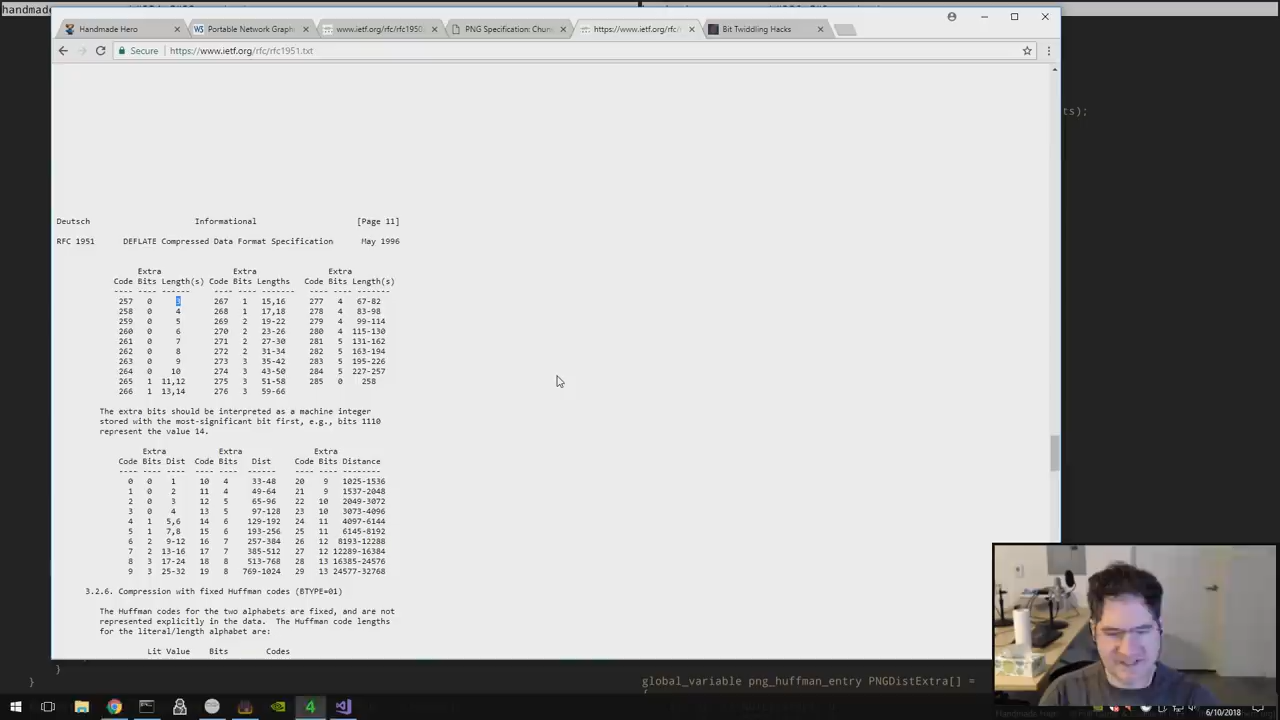 handmade
Handmade Hero
Portable Network Graph
www.ietf.org/rfc/rfc1950
PNG Specification: Chun
https://www.ietf.org/rfc/
Bit Twiddling Hacks
Secure https://www.ietf.org/rfc/rfc1951.txt
ts);
Deutsch Informational [Page 11]
RFC 1951 DEFLATE Compressed Data Format Specification May 1996
Extra Extra Extra
Code Bits Length(s) Code Bits Lengths Code Bits Length(s)
---- ---- ------ ---- ---- ------- ---- ---- -------
257 0 3 267 1 15,16 277 4 67-82
258 0 4 268 1 17,18 278 4 83-98
259 0 5 269 2 19-22 279 4 99-114
260 0 6 270 2 23-26 280 4 115-130
261 0 7 271 2 27-30 281 5 131-162
262 0 8 272 2 31-34 282 5 163-194
263 0 9 273 3 35-42 283 5 195-226
264 0 10 274 3 43-50 284 5 227-257
265 1 11,12 275 3 51-58 285 0 258
266 1 13,14 276 3 59-66
The extra bits should be interpreted as a machine integer
stored with the most-significant bit first, e.g., bits 1110
represent the value 14.
Extra Extra Extra
Code Bits Dist Code Bits Dist Code Bits Distance
---- ---- ---- ---- ---- ------ ---- ---- --------
0 0 1 10 4 33-48 20 9 1025-1536
1 0 2 11 4 49-64 21 9 1537-2048
2 0 3 12 5 65-96 22 10 2049-3072
3 0 4 13 5 97-128 23 10 3073-4096
4 1 5,6 14 6 129-192 24 11 4097-6144
5 1 7,8 15 6 193-256 25 11 6145-8192
6 2 9-12 16 7 257-384 26 12 8193-12288
7 2 13-16 17 7 385-512 27 12 12289-16384
8 3 17-24 18 8 513-768 28 13 16385-24576
9 3 25-32 19 8 769-1024 29 13 24577-32768
3.2.6. Compression with fixed Huffman codes (BTYPE=01)
The Huffman codes for the two alphabets are fixed, and are not
represented explicitly in the data. The Huffman code lengths
for the literal/length alphabet are:
Lit Value Bits Codes
}
}
global_variable png_huffman_entry PNGDistExtra[] =
{
6/10/2018